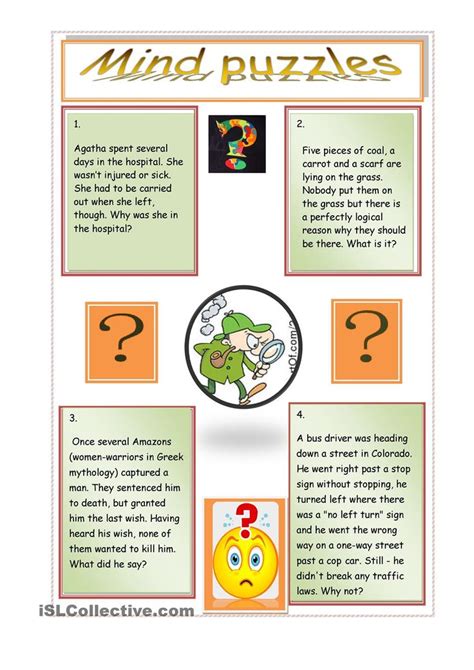 Mind puzzles
1.
Agatha spent several
days in the hospital. She
wasn't injured or sick.
She had to be carried
out when she left,
though. Why was she in
the hospital?
2.
Five pieces of coal, a
carrot and a scarf are
lying on the grass.
Nobody put them on
the grass but there is
a perfectly logical
reason why they should
be there. What is it?
?
?
3.
Once several Amazons
(women-warriors in Greek
mythology) captured a
man. They sentenced him
to death, but granted
him the last wish. Having
heard his wish, none of
them wanted to kill him.
What did he say?
4.
A bus driver was heading
down a street in Colorado.
He went right past a stop
sign without stopping, he
turned left where there
was a "no left turn" sign
and he went the wrong
way on a one-way street
past a cop car. Still - he
didn't break any traffic
laws. Why not?
?
iSLCollective.com